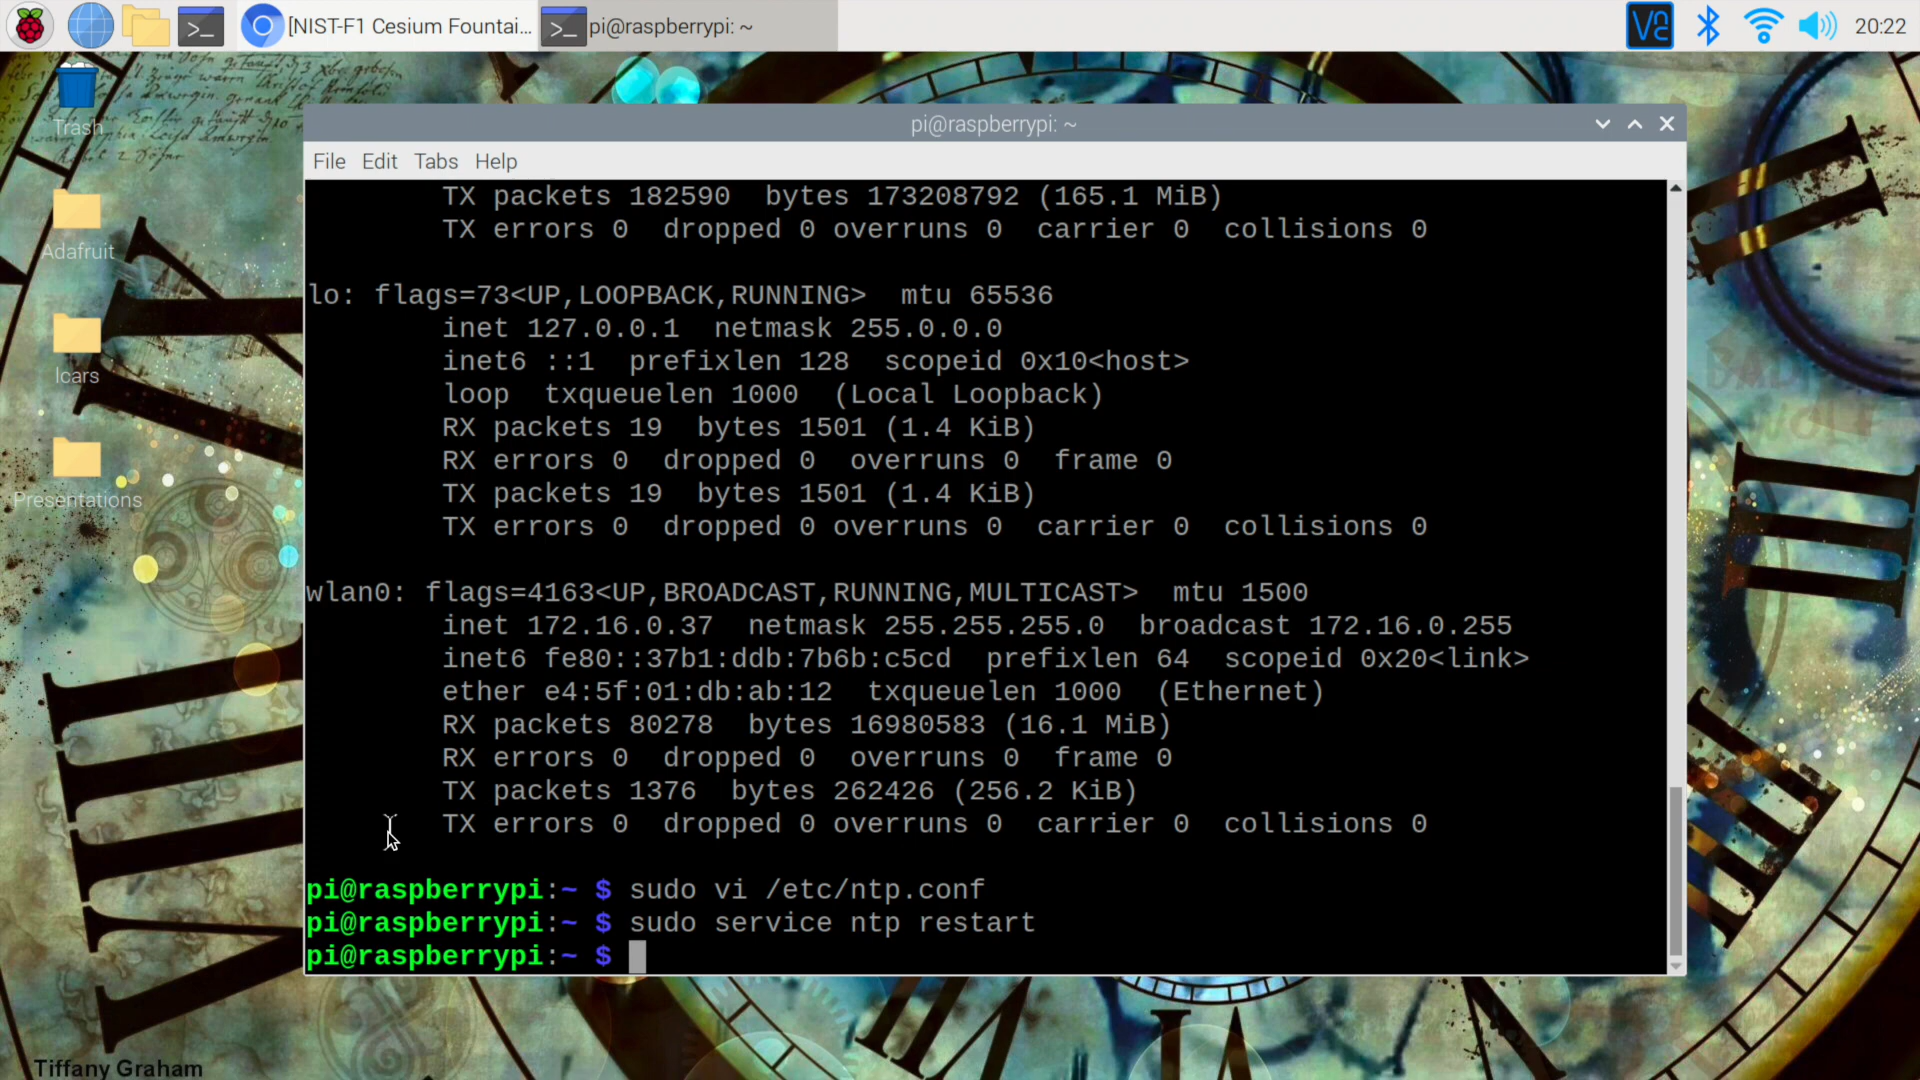 [NIST-F1 Cesium Fountai...
pi@raspberrypi: ~
20:22
Trash
Adafruit
lcars
Presentations
pi@raspberrypi: ~
File Edit Tabs Help
TX packets 182590  bytes 173208792 (165.1 MiB)
TX errors 0  dropped 0 overruns 0  carrier 0  collisions 0
lo: flags=73<UP,LOOPBACK,RUNNING>  mtu 65536
inet 127.0.0.1  netmask 255.0.0.0
inet6 ::1  prefixlen 128  scopeid 0x10<host>
loop  txqueuelen 1000  (Local Loopback)
RX packets 19  bytes 1501 (1.4 KiB)
RX errors 0  dropped 0  overruns 0  frame 0
TX packets 19  bytes 1501 (1.4 KiB)
TX errors 0  dropped 0 overruns 0  carrier 0  collisions 0
wlan0: flags=4163<UP,BROADCAST,RUNNING,MULTICAST>  mtu 1500
inet 172.16.0.37  netmask 255.255.255.0  broadcast 172.16.0.255
inet6 fe80::37b1:ddb:7b6b:c5cd  prefixlen 64  scopeid 0x20<link>
ether e4:5f:01:db:ab:12  txqueuelen 1000  (Ethernet)
RX packets 80278  bytes 16980583 (16.1 MiB)
RX errors 0  dropped 0  overruns 0  frame 0
TX packets 1376  bytes 262426 (256.2 KiB)
TX errors 0  dropped 0 overruns 0  carrier 0  collisions 0
pi@raspberrypi:~ $ sudo vi /etc/ntp.conf
pi@raspberrypi:~ $ sudo service ntp restart
pi@raspberrypi:~ $
BAD
WOLF
Tiffany Graham